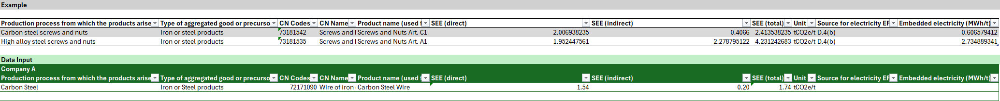 Example
Production process from which the products arise Type of aggregated good or precurso CN Codes CN Name Product name (used f SEE (direct) SEE (indirect) SEE (total) Unit Source for electricity EF Embedded electricity (MWh/t)
Carbon steel screws and nuts Iron or steel products 73181542 Screws and Screws and Nuts Art. C1 2.006938235 0.4066 2.413538235 tCO2e/t D.4(b) 0.606579412
High alloy steel screws and nuts Iron or steel products 73181535 Screws and Screws and Nuts Art. A1 1.952447561 2.278795122 4.231242683 tCO2e/t D.4(b) 2.734889341
Data Input
Company A
Production process from which the products arise Type of aggregated good or precurso CN Codes CN Name Product name (used f SEE (direct) SEE (indirect) SEE (total) Unit Source for electricity EF Embedded electricity (MWh/t)
Carbon Steel Iron or Steel products 72171090 Wire of iron Carbon Steel Wire 1.54 0.20 1.74 tCO2e/t